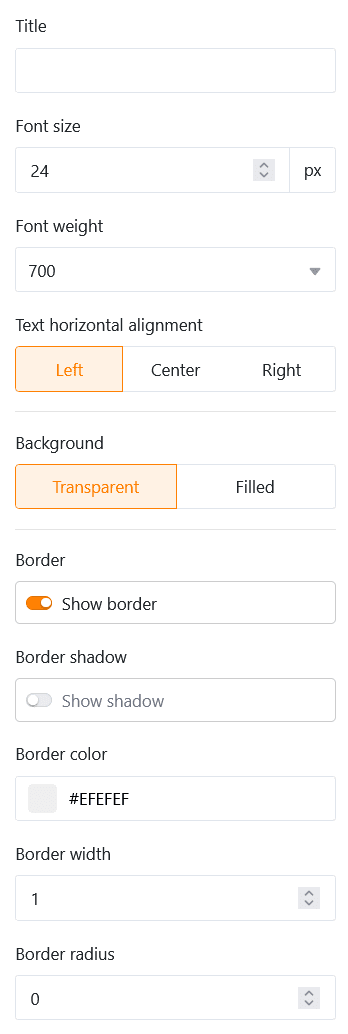 Title
Font size
24 px
Font weight
700
Text horizontal alignment
Left Center Right
Background
Transparent Filled
Border
Show border
Border shadow
Show shadow
Border color
#EFEFEF
Border width
1
Border radius
0